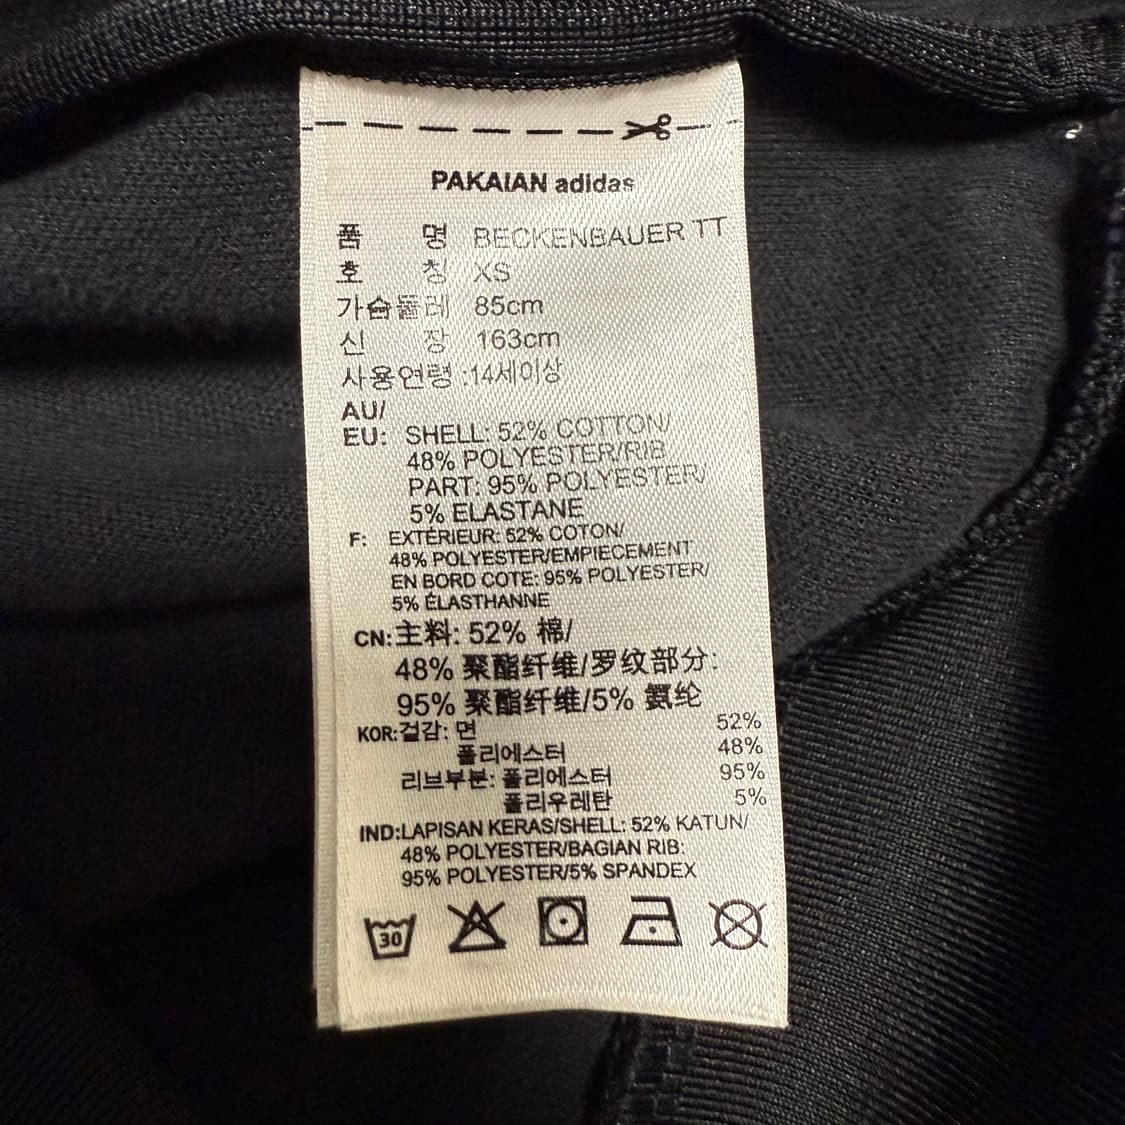 PAKAIAN adidas
품 명 BECKENBAUER TT
호 칭 XS
가슴둘레 85cm
신 장 163cm
사용연령 :14세이상
AU/
EU: SHELL: 52% COTTON/
48% POLYESTER/RIB
PART: 95% POLYESTER/
5% ELASTANE
F: EXTÉRIEUR: 52% COTON/
48% POLYESTER/EMPIECEMENT
EN BORD COTE: 95% POLYESTER/
5% ÉLASTHANNE
CN:主料: 52% 棉/
48% 聚酯纤维/罗纹部分:
95% 聚酯纤维/5% 氨纶
KOR:겉감: 면 52%
폴리에스터 48%
리브부분: 폴리에스터 95%
폴리우레탄 5%
IND:LAPISAN KERAS/SHELL: 52% KATUN/
48% POLYESTER/BAGIAN RIB:
95% POLYESTER/5% SPANDEX
30